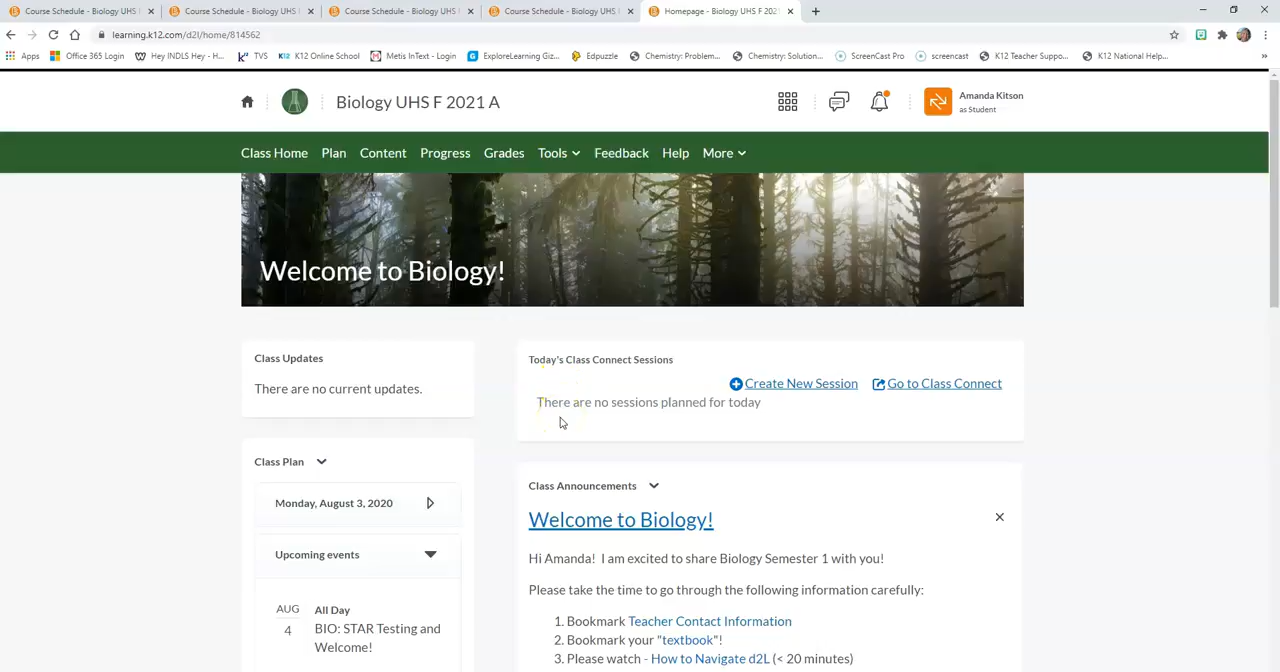 Course Schedule - Biology UHS
Course Schedule - Biology UHS
Course Schedule - Biology UHS
Course Schedule - Biology UHS
Homepage - Biology UHS F 202
learning.k12.com/d2l/home/814562
Apps
Office 365 Login
Hey INDLS Hey - H...
TVS
K12 Online School
Metis InText - Login
ExploreLearning Giz...
Edpuzzle
Chemistry: Problem...
Chemistry: Solution...
ScreenCast Pro
screencast
K12 Teacher Suppo...
K12 National Help...
Biology UHS F 2021 A
Amanda Kitson
as Student
Class Home Plan Content Progress Grades Tools Feedback Help More
Welcome to Biology!
Class Updates
There are no current updates.
Today's Class Connect Sessions
Create New Session Go to Class Connect
There are no sessions planned for today
Class Plan
Monday, August 3, 2020
Upcoming events
AUG
4
All Day
BIO: STAR Testing and
Welcome!
Class Announcements
Welcome to Biology!
Hi Amanda! I am excited to share Biology Semester 1 with you!
Please take the time to go through the following information carefully:
1. Bookmark Teacher Contact Information
2. Bookmark your "textbook"!
3. Please watch - How to Navigate d2L (< 20 minutes)